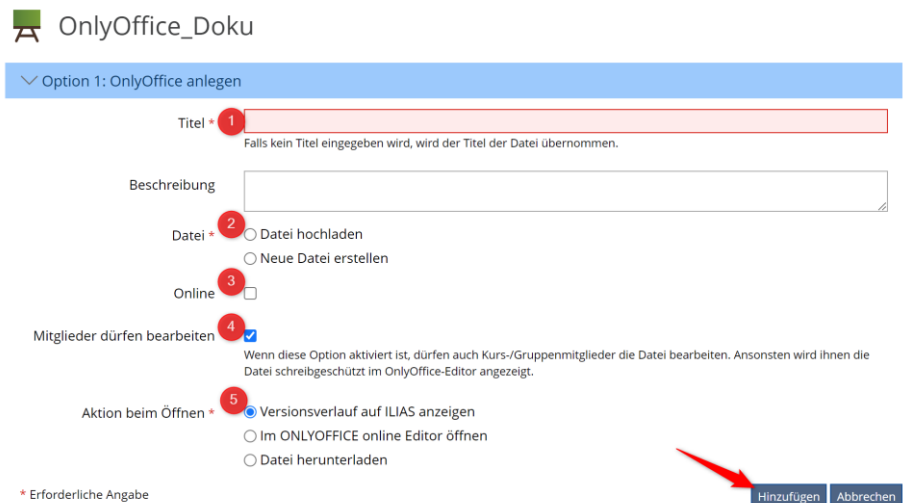 OnlyOffice_Doku
Option 1: OnlyOffice anlegen
Titel * 1
Falls kein Titel eingegeben wird, wird der Titel der Datei übernommen.
Beschreibung
Datei * 2 Datei hochladen
Neue Datei erstellen
Online 3
Mitglieder dürfen bearbeiten 4
Wenn diese Option aktiviert ist, dürfen auch Kurs-/Gruppenmitglieder die Datei bearbeiten. Ansonsten wird ihnen die
Datei schreibgeschützt im OnlyOffice-Editor angezeigt.
Aktion beim Öffnen * 5 Versionsverlauf auf ILIAS anzeigen
Im ONLYOFFICE online Editor öffnen
Datei herunterladen
* Erforderliche Angabe Hinzufügen Abbrechen